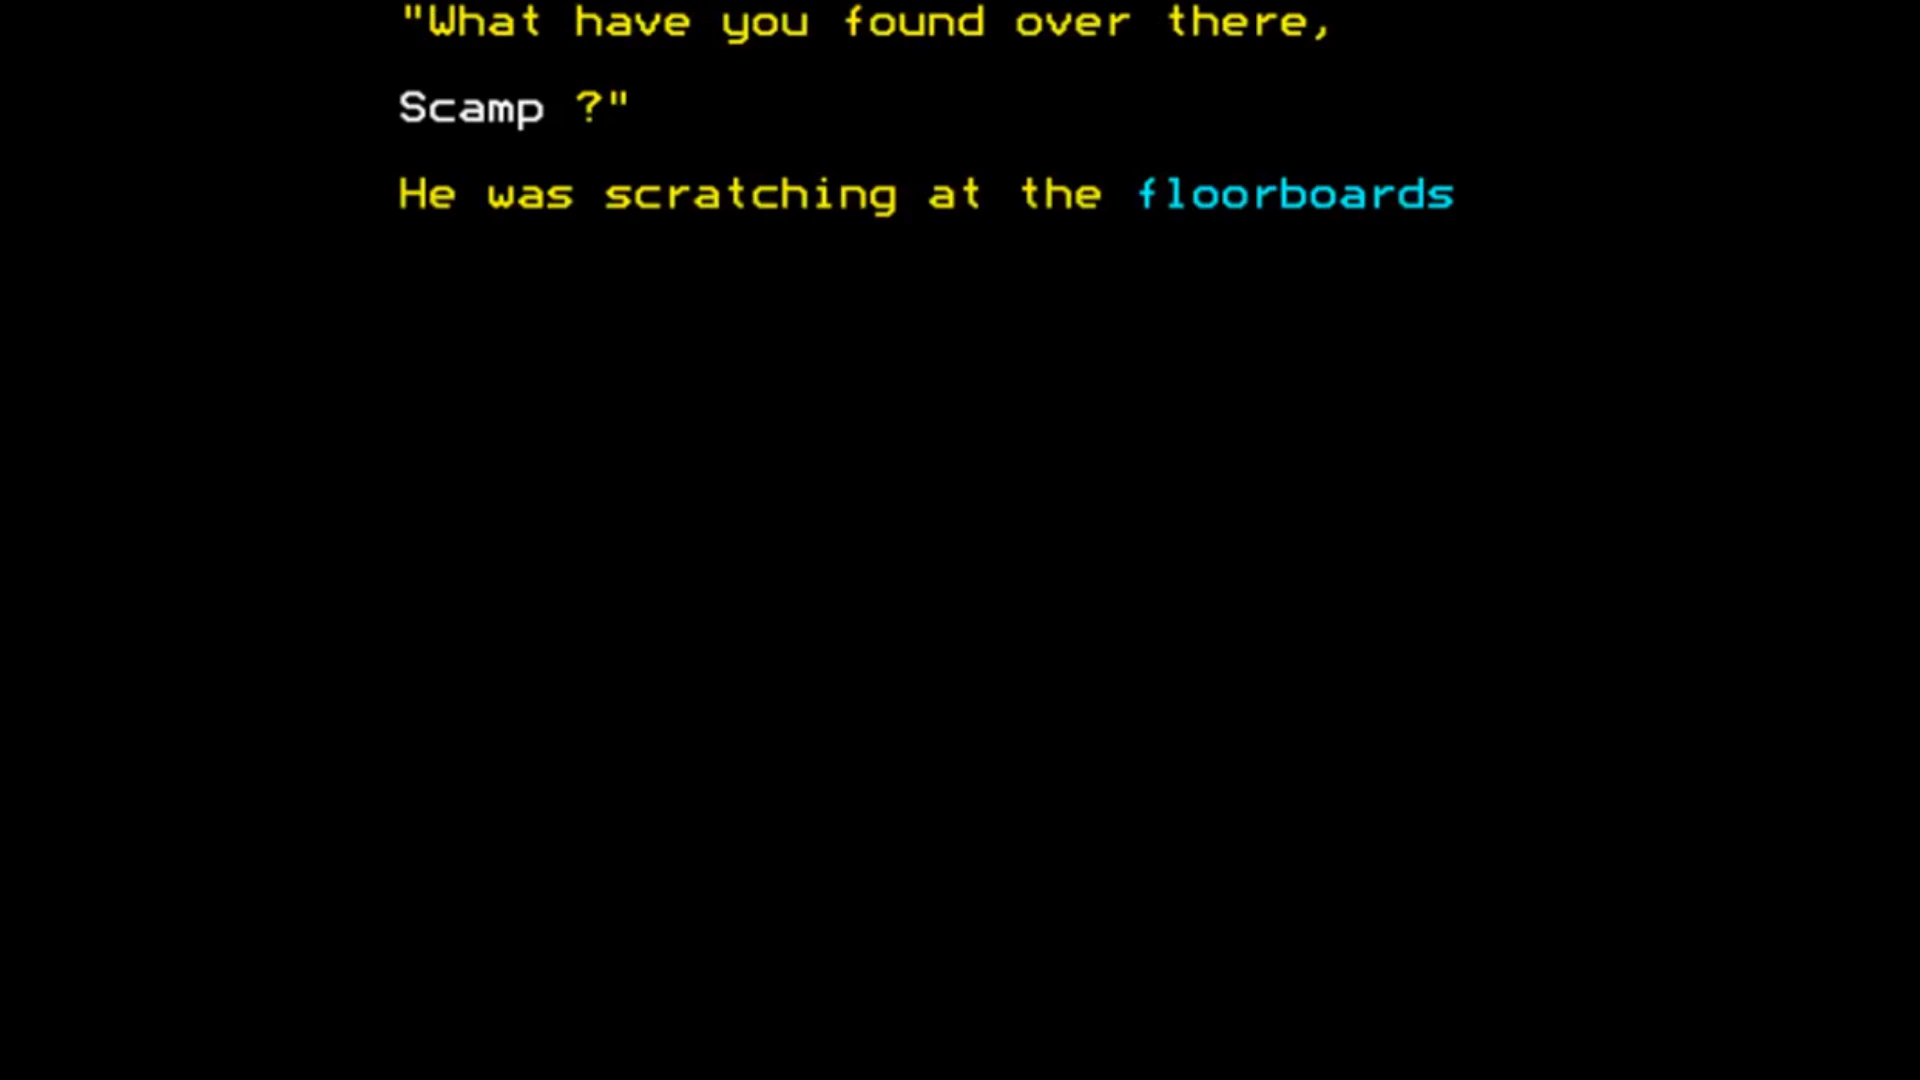 "What have you found over there,
Scamp ?"
He was scratching at the floorboards